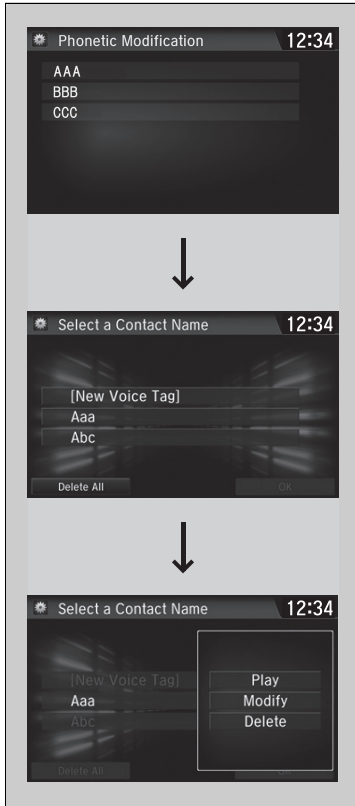 Phonetic Modification 12:34
AAA
BBB
CCC
Select a Contact Name 12:34
[New Voice Tag]
Aaa
Abc
Delete All OK
Select a Contact Name 12:34
[New Voice Tag] Play
Aaa Modify
Abc Delete
Delete All OK